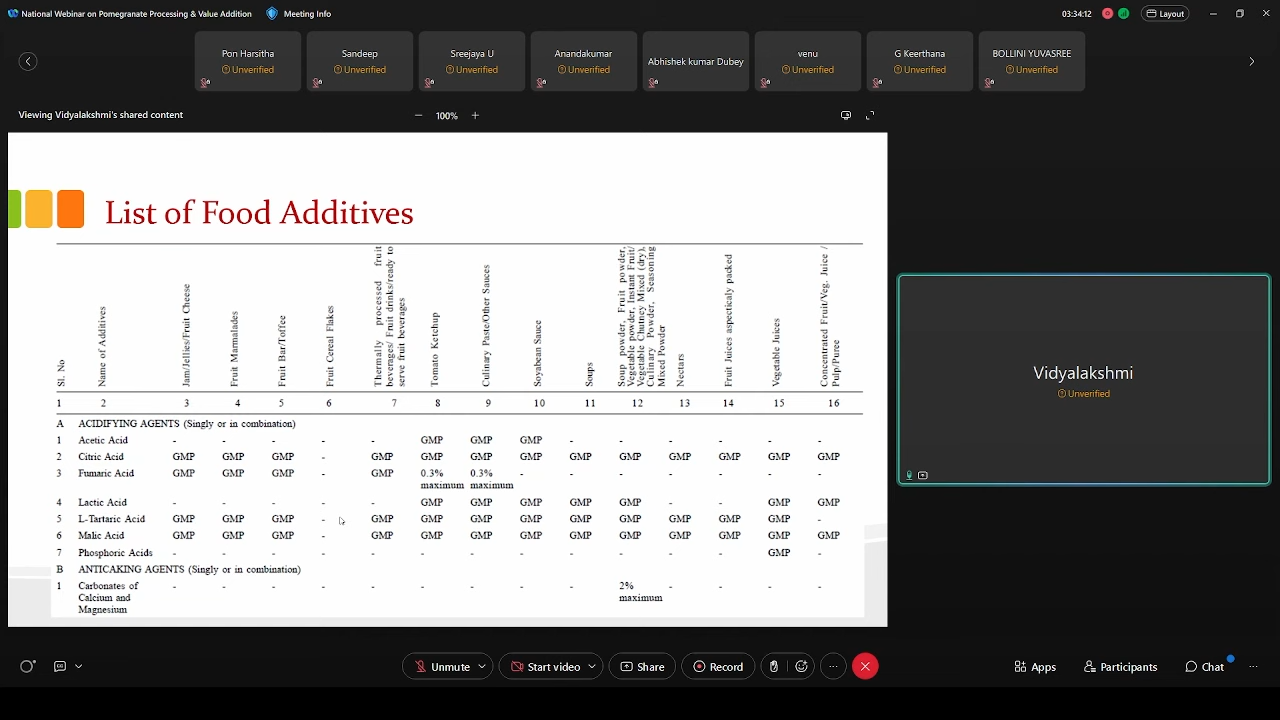 National Webinar on Pomegranate Processing & Value Addition Meeting Info 03:34:12 Layout
Pon Harsitha Sandeep Sreejaya U Anandakumar Abhishek kumar Dubey venu G Keerthana BOLLINI YUVASREE
Unverified Unverified Unverified Unverified Unverified Unverified Unverified
Viewing Vidyalakshmi's shared content 100%
List of Food Additives
Sl. No
Name of Additives
Jam/Jellies/Fruit Cheese
Fruit Marmalades
Fruit Bar/Toffee
Fruit Cereal Flakes
Thermally processed fruit
beverages/ Fruit drinks/ready to
serve fruit beverages
Tomato Ketchup
Culinary Paste/Other Sauces
Soyabean Sauce
Soups
Soup powder, Fruit powder,
Vegetable powder, Instant Fruit/
Vegetable Chutney Mixed (dry),
Culinary Powder, Seasoning
Mixed Powder
Nectars
Fruit Juices aspecticaly packed
Vegetable Juices
Concentrated Fruit/Veg. Juice /
Pulp/Puree
1 2 3 4 5 6 7 8 9 10 11 12 13 14 15 16
A ACIDIFYING AGENTS (Singly or in combination)
1 Acetic Acid - - - - - GMP GMP GMP - - - - - -
2 Citric Acid GMP GMP GMP - GMP GMP GMP GMP GMP GMP GMP GMP GMP GMP
3 Fumaric Acid GMP GMP GMP - GMP 0.3% 0.3% - - - - - - -
maximum maximum
4 Lactic Acid - - - - - GMP GMP GMP GMP GMP - - GMP GMP
5 L-Tartaric Acid GMP GMP GMP - GMP GMP GMP GMP GMP GMP GMP GMP GMP -
6 Malic Acid GMP GMP GMP - GMP GMP GMP GMP GMP GMP GMP GMP GMP GMP
7 Phosphoric Acids - - - - - - - - - - - - GMP -
B ANTICAKING AGENTS (Singly or in combination)
1 Carbonates of - - - - - - - - - 2% - - - -
Calcium and maximum
Magnesium
Vidyalakshmi
Unverified
Unmute Start video Share Record Apps Participants Chat